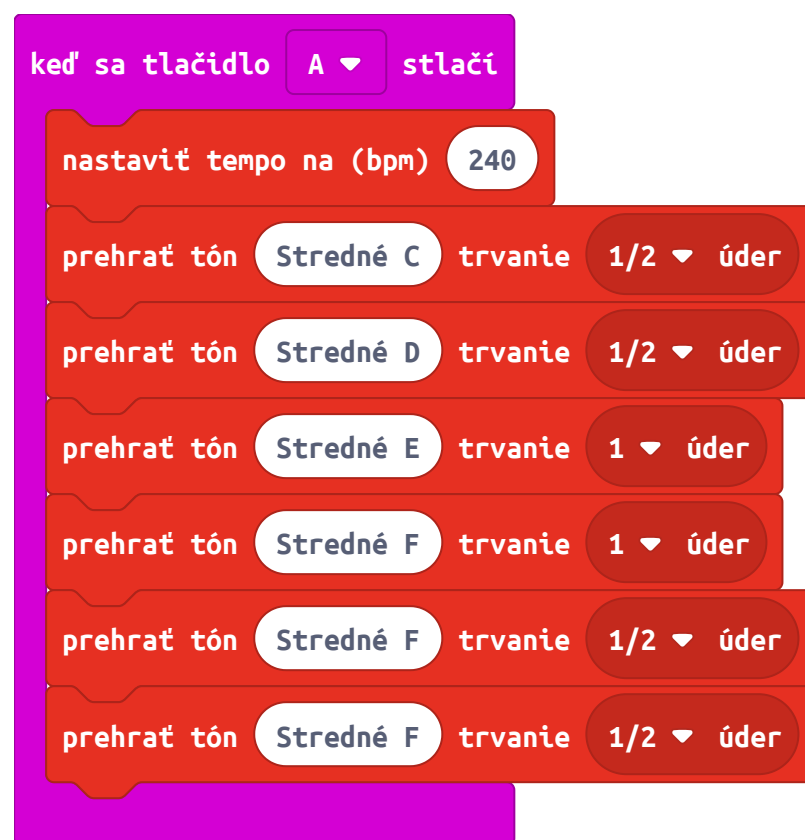 keď sa tlačidlo A stlačí
nastaviť tempo na (bpm) 240
prehrať tón Stredné C trvanie 1/2 úder
prehrať tón Stredné D trvanie 1/2 úder
prehrať tón Stredné E trvanie 1 úder
prehrať tón Stredné F trvanie 1 úder
prehrať tón Stredné F trvanie 1/2 úder
prehrať tón Stredné F trvanie 1/2 úder